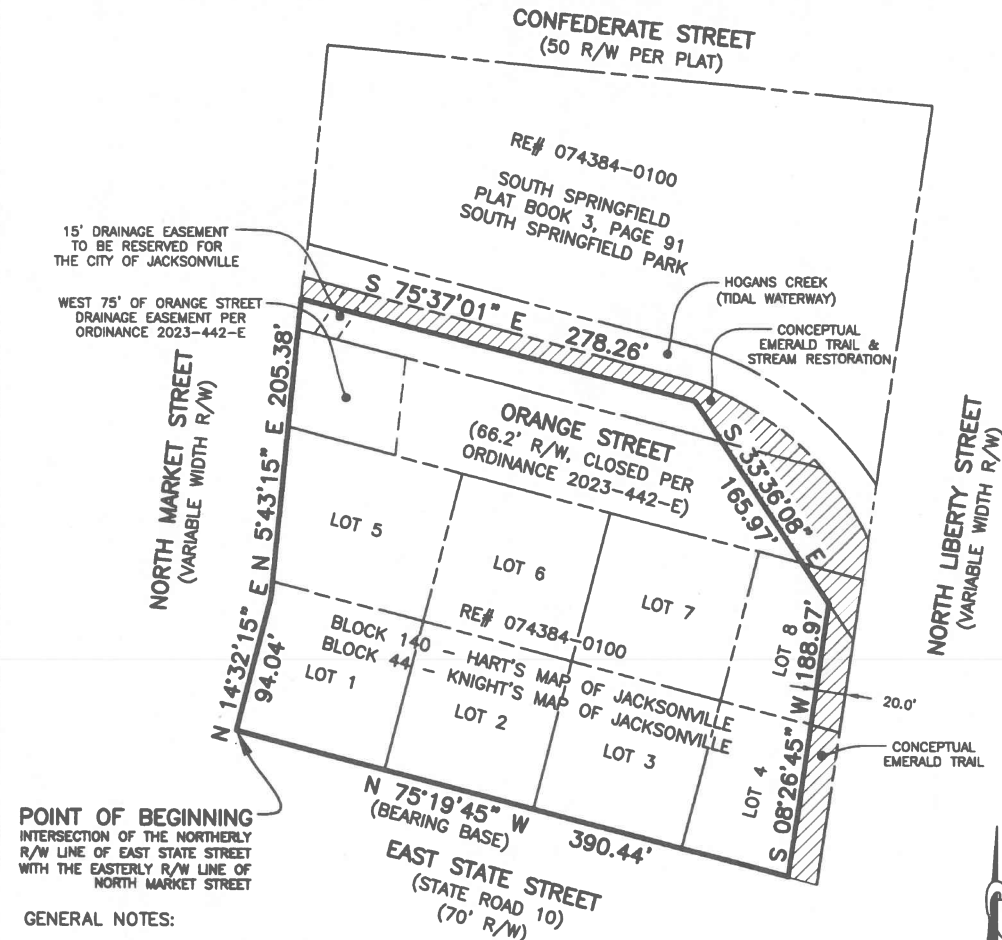 CONFEDERATE STREET
(50 R/W PER PLAT)
RE# 074384-0100
SOUTH SPRINGFIELD
PLAT BOOK 3, PAGE 91
SOUTH SPRINGFIELD PARK
15' DRAINAGE EASEMENT
TO BE RESERVED FOR
THE CITY OF JACKSONVILLE
WEST 75' OF ORANGE STREET
DRAINAGE EASEMENT PER
ORDINANCE 2023-442-E
HOGANS CREEK
(TIDAL WATERWAY)
CONCEPTUAL
EMERALD TRAIL &
STREAM RESTORATION
S 75°37'01" E 278.26'
NORTH MARKET STREET
(VARIABLE WIDTH R/W)
N 5°43'15" E 205.38'
ORANGE STREET
(66.2' R/W, CLOSED PER
ORDINANCE 2023-442-E)
S 33°36'08" E
165.97'
NORTH LIBERTY STREET
(VARIABLE WIDTH R/W)
LOT 5
LOT 6
LOT 7
LOT 8
RE# 074384-0100
BLOCK 140 - HART'S MAP OF JACKSONVILLE
BLOCK 44 - KNIGHT'S MAP OF JACKSONVILLE
LOT 1
LOT 2
LOT 3
LOT 4
N 14°32'15" E
94.04'
S 08°26'45" W 188.97'
20.0'
CONCEPTUAL
EMERALD TRAIL
N 75°19'45" W 390.44'
(BEARING BASE)
EAST STATE STREET
(STATE ROAD 10)
(70' R/W)
POINT OF BEGINNING
INTERSECTION OF THE NORTHERLY
R/W LINE OF EAST STATE STREET
WITH THE EASTERLY R/W LINE OF
NORTH MARKET STREET
GENERAL NOTES: